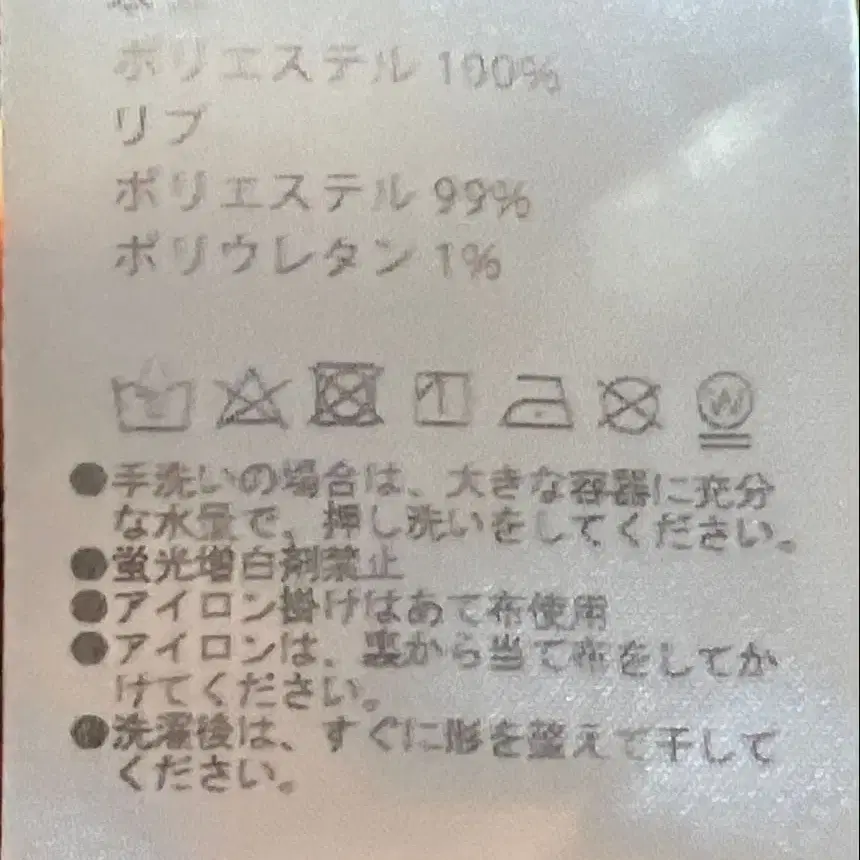 ポリエステル 100%
リブ
ポリエステル 99%
ポリウレタン 1%
W
●手洗いの場合は、大きな容器に充分
な水量で、押し洗いをしてください。
●蛍光増白剤禁止
●アイロン掛けはあて布使用
●アイロンは、裏から当て布をしてか
けてください。
●洗濯後は、すぐに形を整えて干して
ください。